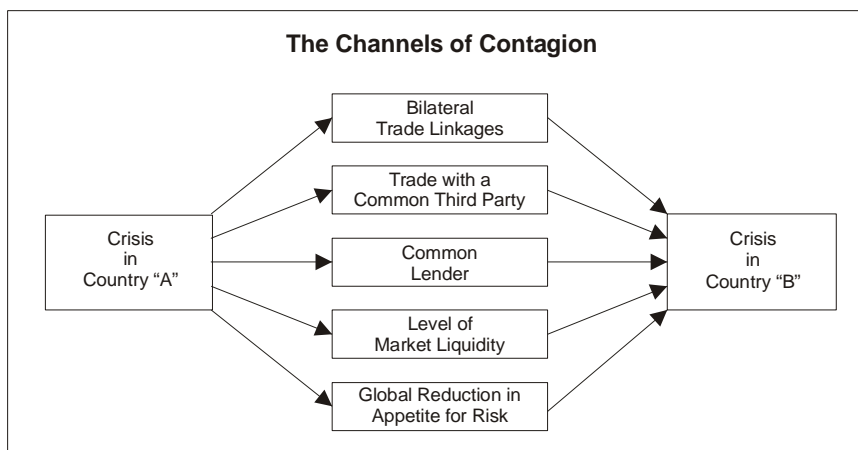 The Channels of Contagion
Bilateral
Trade Linkages
Trade with a
Common Third Party
Crisis
in
Country “A”
Common
Lender
Crisis
in
Country “B”
Level of
Market Liquidity
Global Reduction in
Appetite for Risk